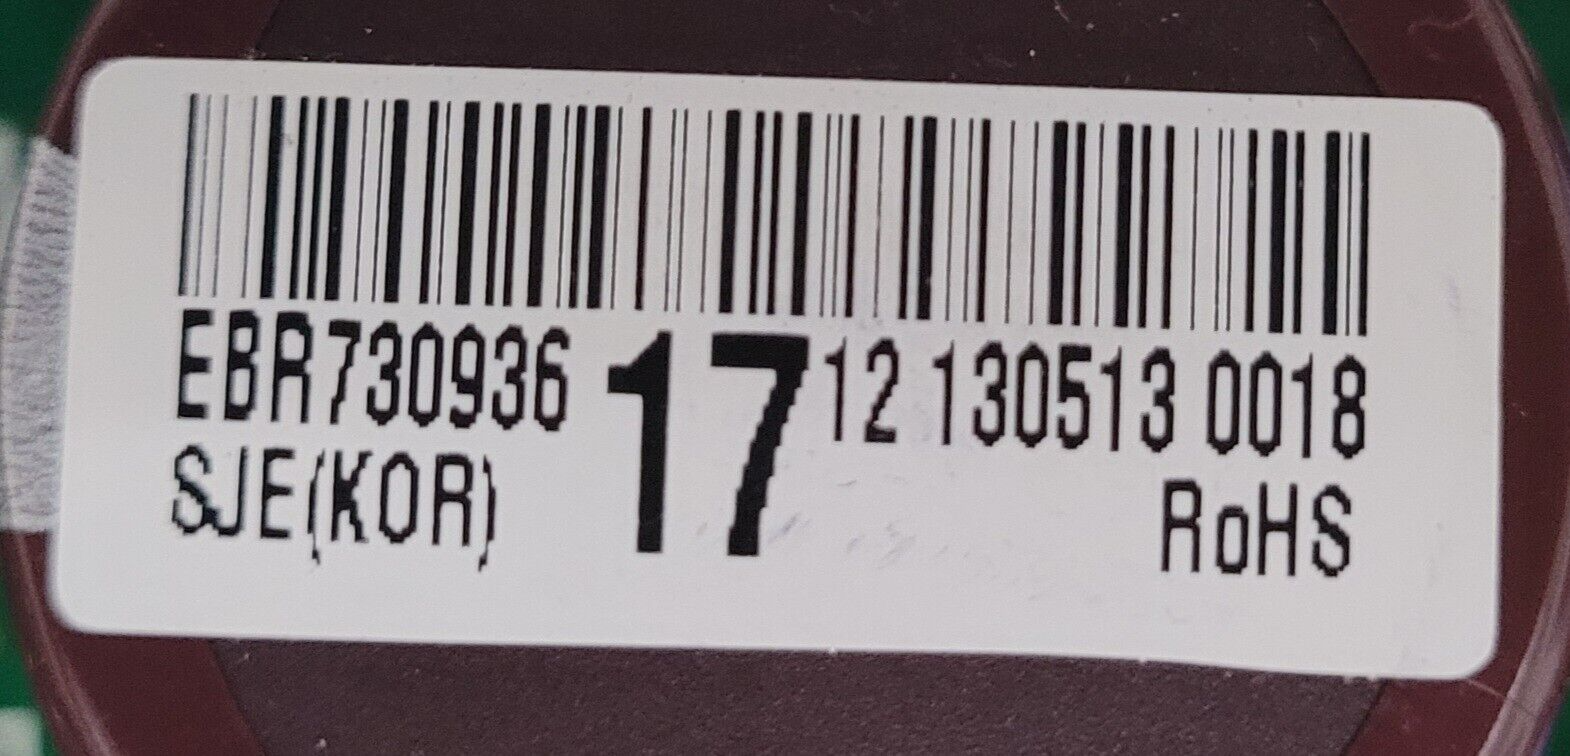 EBR730936 17 12 130513 0018
SJE(KOR) RoHS